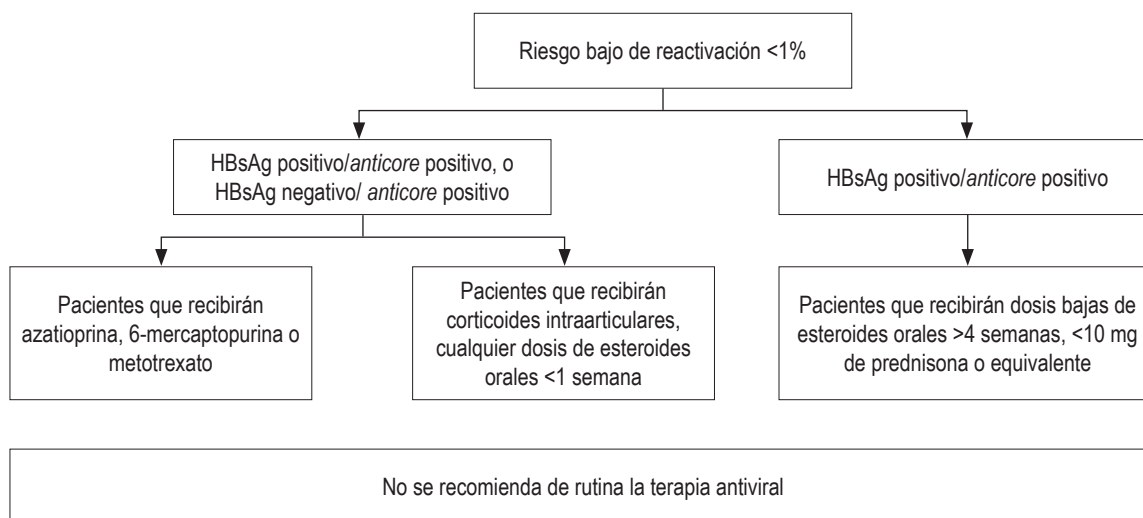 Riesgo bajo de reactivación <1%
HBsAg positivo/anticore positivo, o
HBsAg negativo/ anticore positivo
HBsAg positivo/anticore positivo
Pacientes que recibirán
azatioprina, 6-mercaptopurina o
metotrexato
Pacientes que recibirán
corticoides intraarticulares,
cualquier dosis de esteroides
orales <1 semana
Pacientes que recibirán dosis bajas de
esteroides orales >4 semanas, <10 mg
de prednisona o equivalente
No se recomienda de rutina la terapia antiviral